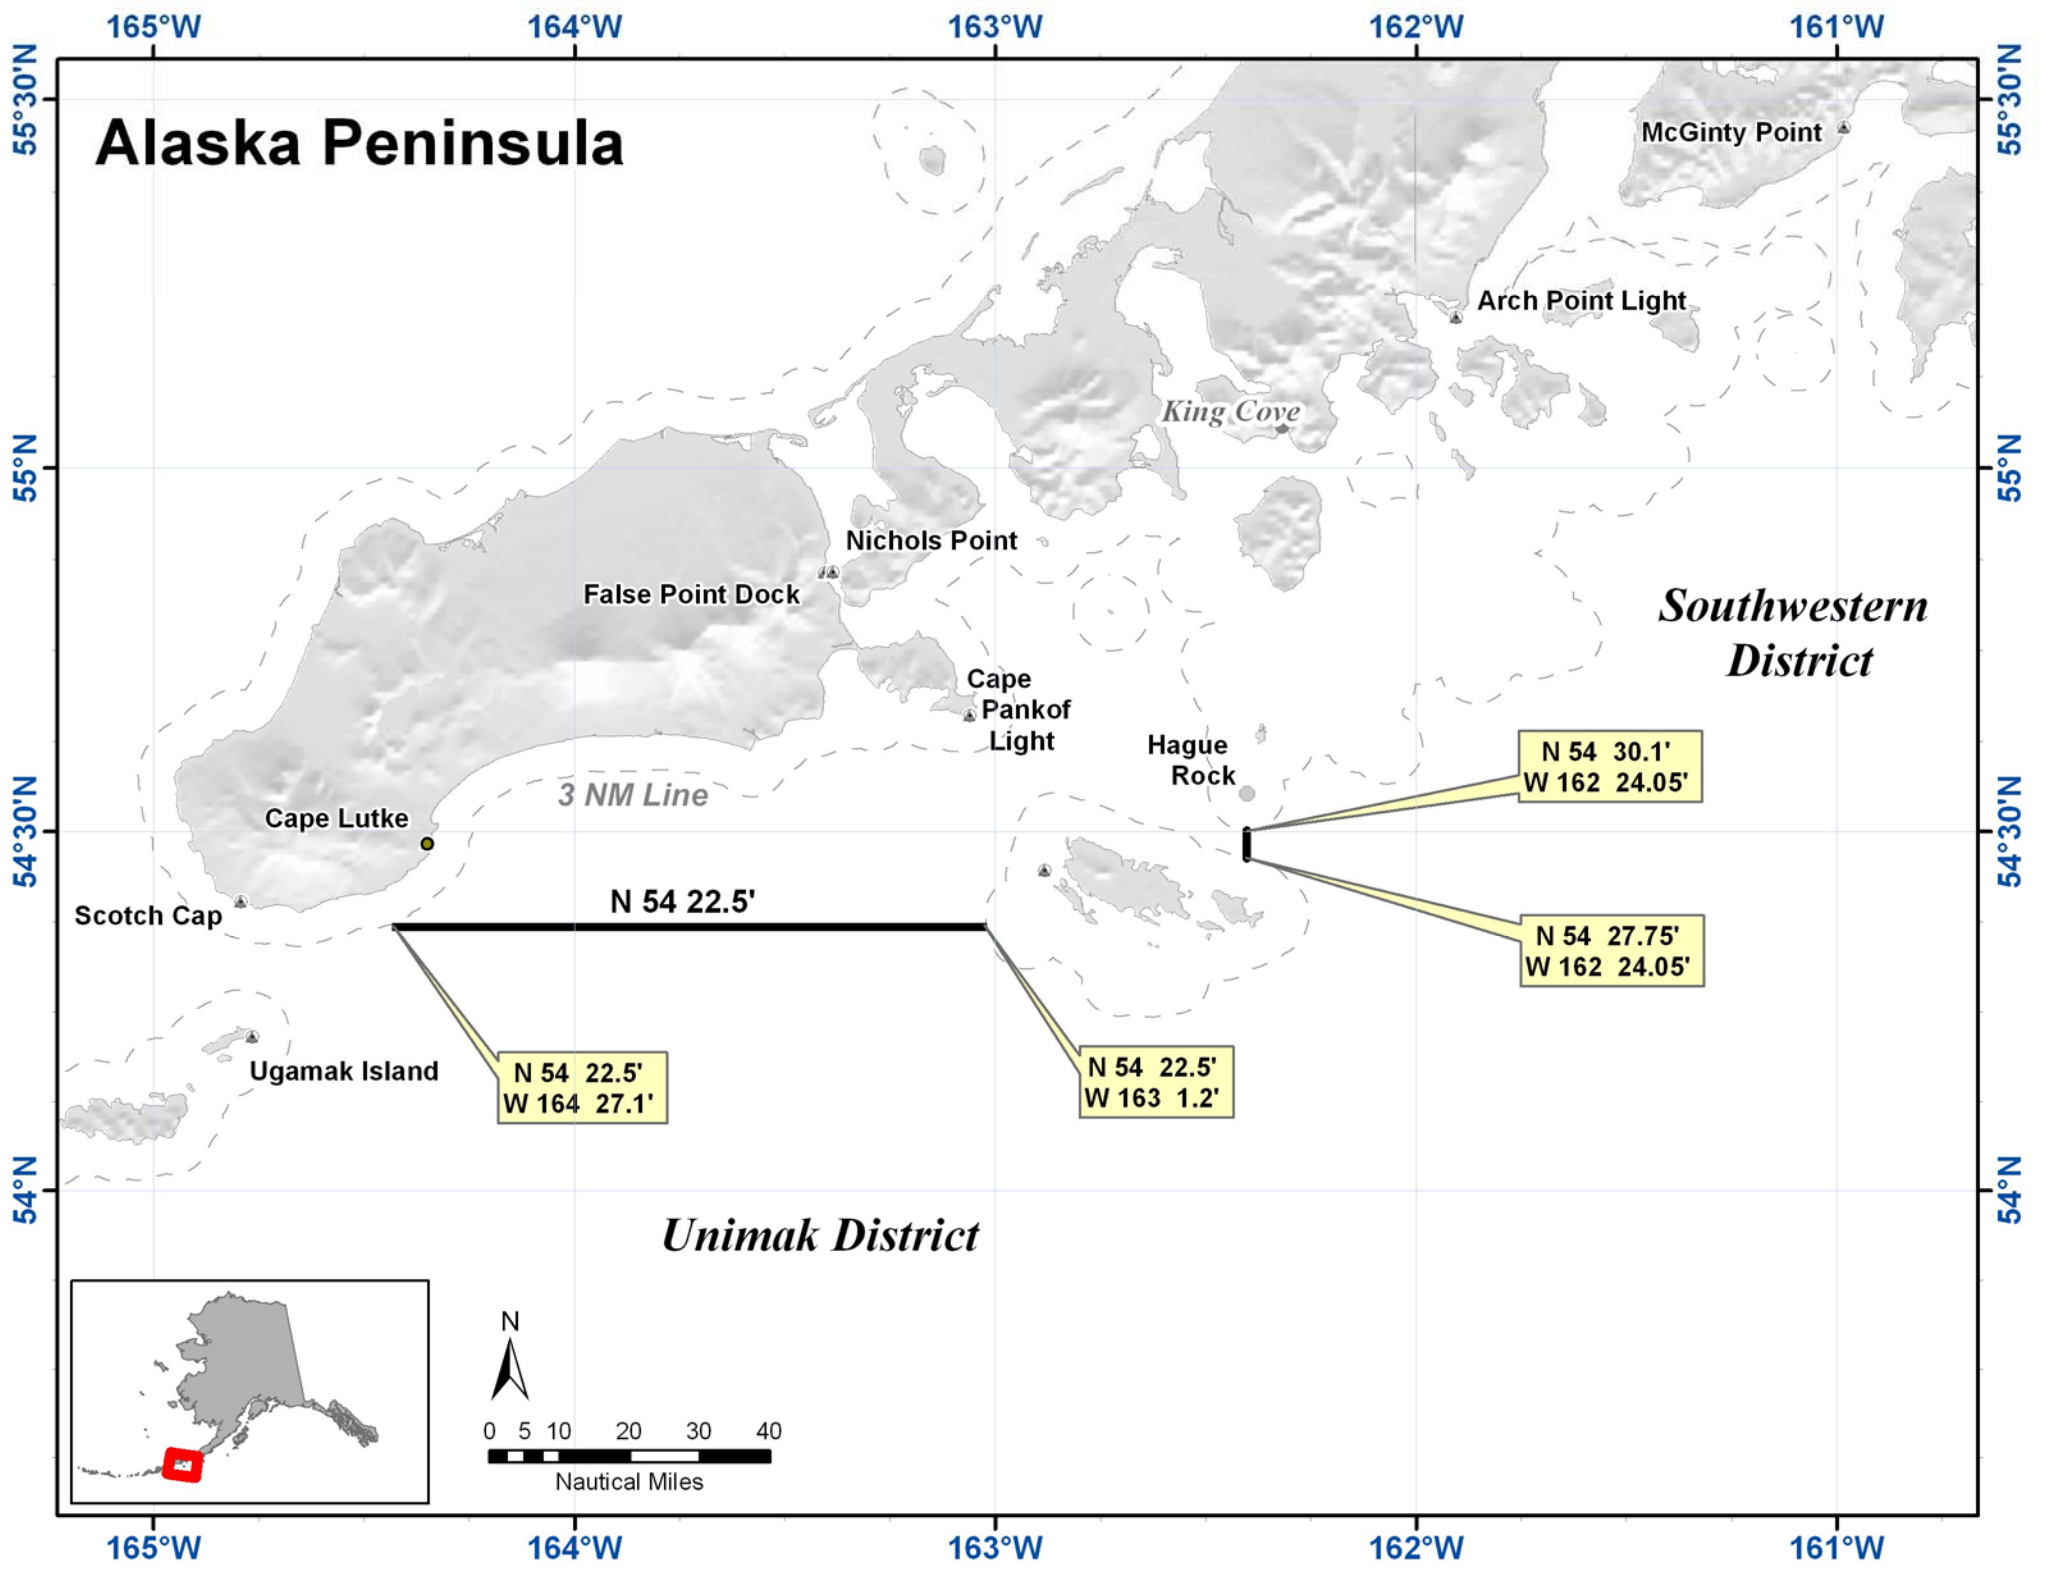 165°W 164°W 163°W 162°W 161°W
55°30'N 55°30'N
Alaska Peninsula
McGinty Point
Arch Point Light
King Cove
55°N 55°N
Nichols Point
False Point Dock
Southwestern
District
Cape
Pankof
Light
Hague
Rock
N 54 30.1'
W 162 24.05'
3 NM Line
Cape Lutke
54°30'N 54°30'N
N 54 22.5'
Scotch Cap
N 54 27.75'
W 162 24.05'
Ugamak Island
N 54 22.5'
W 164 27.1'
N 54 22.5'
W 163 1.2'
54°N 54°N
Unimak District
N
0 5 10 20 30 40
Nautical Miles
165°W 164°W 163°W 162°W 161°W